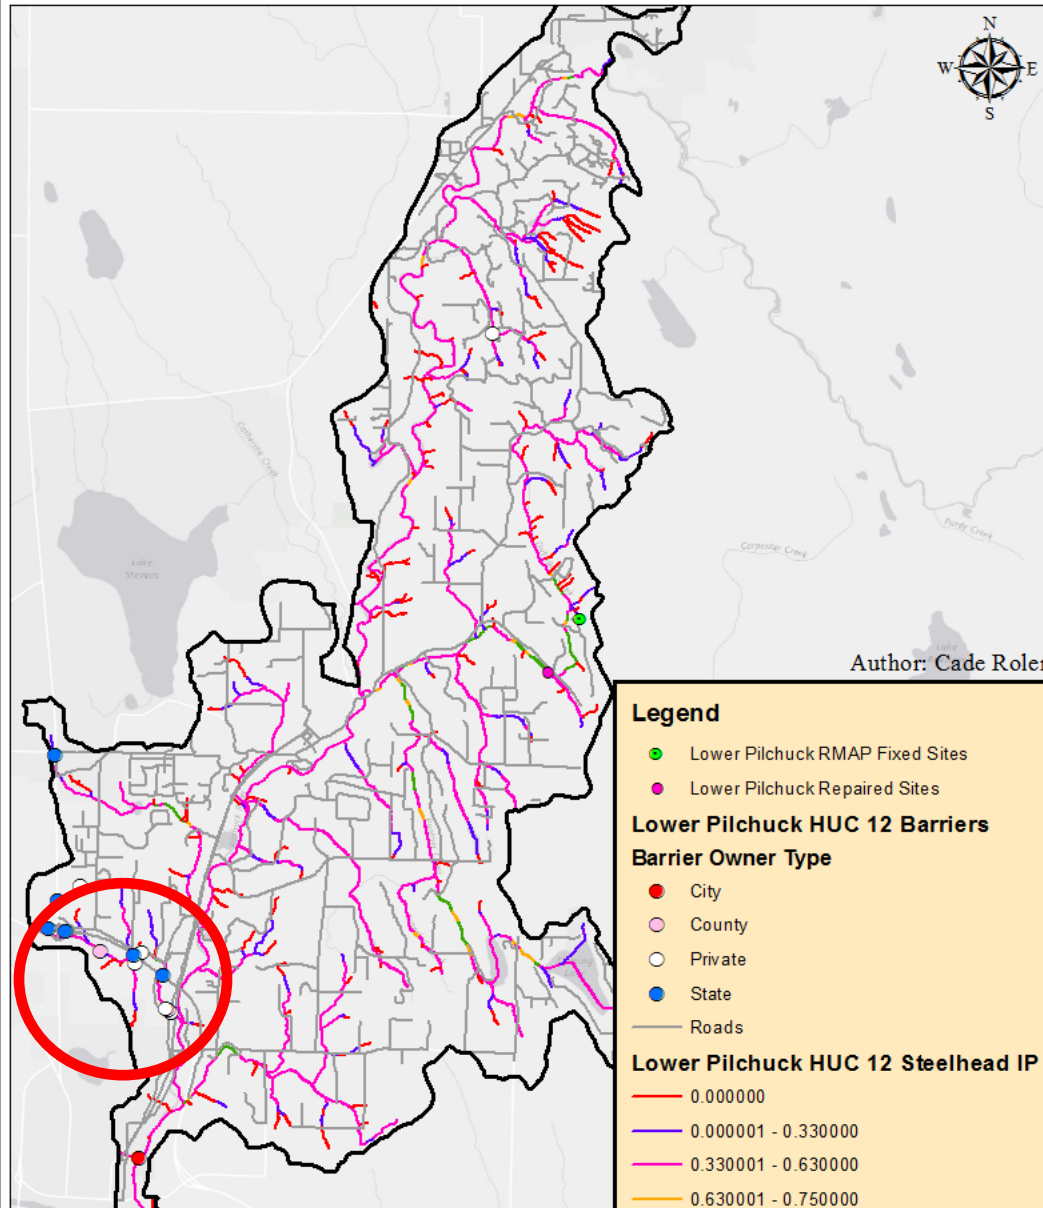 N
W E
S
Catherine Creek
Lake
Stevens
Purdy Creek
Carpenter Creek
Lake
Author: Cade Roler
Legend
Lower Pilchuck RMAP Fixed Sites
Lower Pilchuck Repaired Sites
Lower Pilchuck HUC 12 Barriers
Barrier Owner Type
City
County
Private
State
Roads
Lower Pilchuck HUC 12 Steelhead IP
0.000000
0.000001 - 0.330000
0.330001 - 0.630000
0.630001 - 0.750000